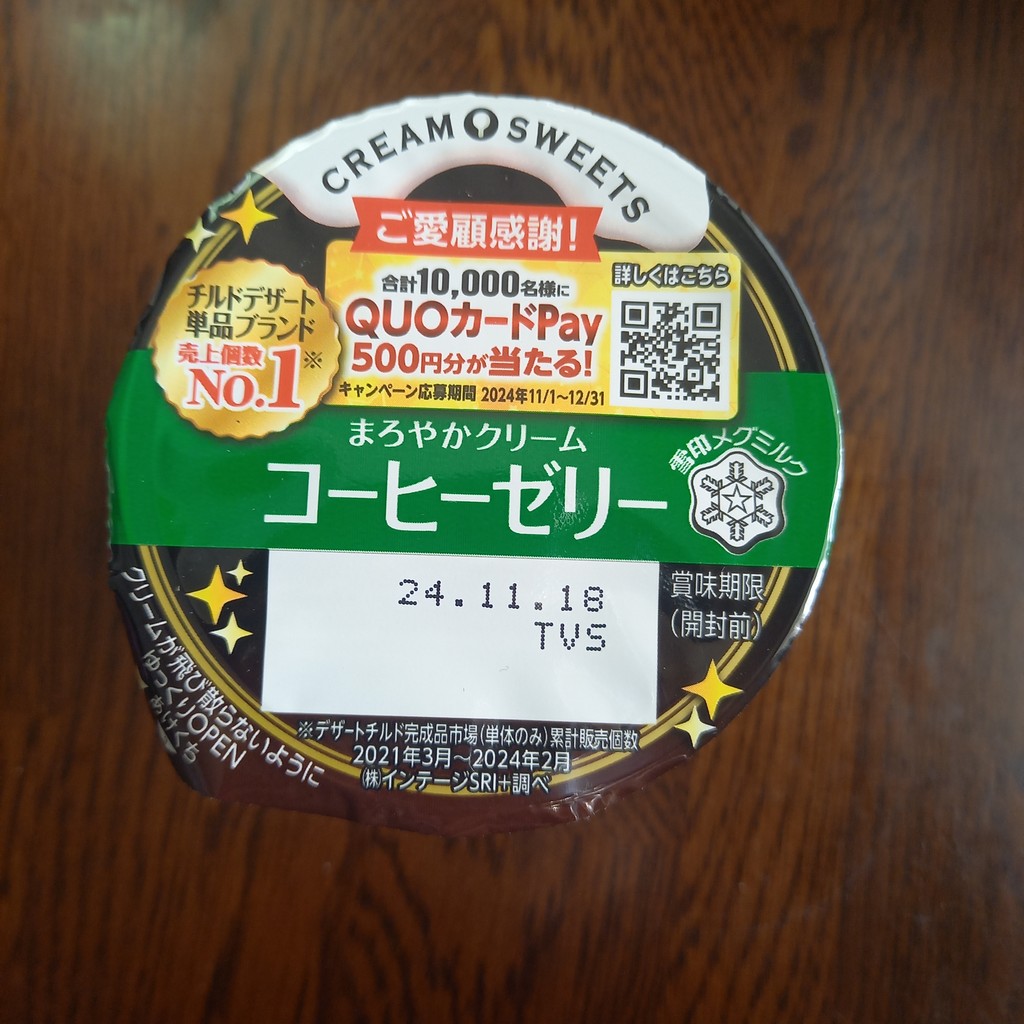 CREAM SWEETS
ご愛顧感謝!
合計10,000名様に
QUOカードPay
500円分が当たる!
キャンペーン応募期間 2024年11/1~12/31
詳しくはこちら
チルドデザート
単品ブランド
売上個数
No.1※
まろやかクリーム
コーヒーゼリー
雪印メグミルク
24.11.18
TVS
賞味期限
(開封前)
※デザートチルド完成品市場(単体のみ)累計販売個数
2021年3月~2024年2月
(株)インテージSRI+調べ
クリームが飛び散らないように
ゆっくりOPEN
あけくち